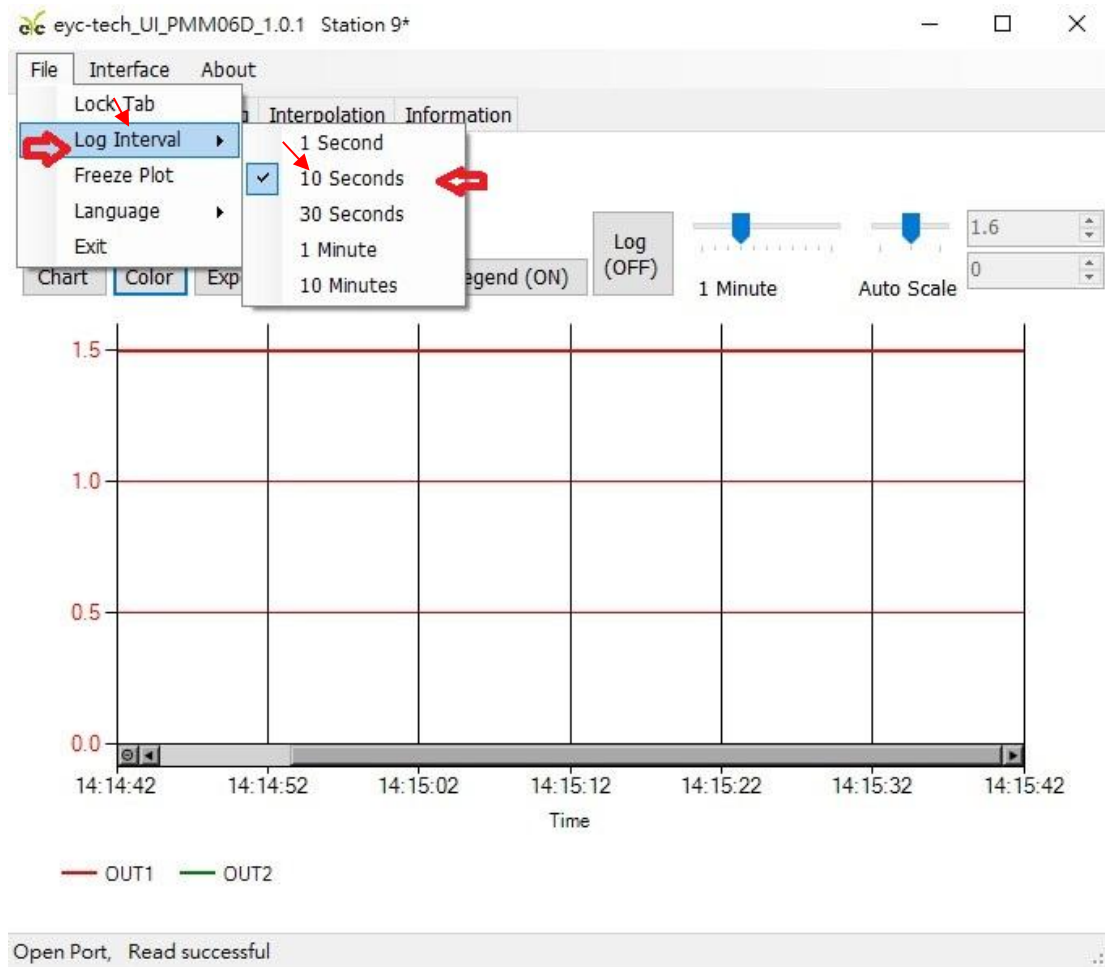 eyc eyc-tech_UI_PMM06D_1.0.1 Station 9*
File Interface About
Lock Tab
Interpolation Information
Log Interval
1 Second
Freeze Plot
10 Seconds
Language
30 Seconds
1.6
Exit
1 Minute
Log
(OFF)
0
Chart Color Exp
egend (ON)
10 Minutes
1 Minute
Auto Scale
1.5
1.0
0.5
0.0
14:14:42 14:14:52 14:15:02 14:15:12 14:15:22 14:15:32 14:15:42
Time
OUT1 OUT2
Open Port, Read successful